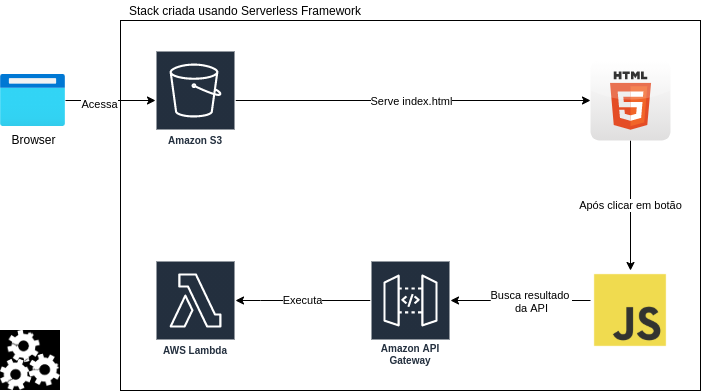 Stack criada usando Serverless Framework
Acessa
Browser
Amazon S3
Serve index.html
HTML
5
Após clicar em botão
JS
Busca resultado
da API
</>
Amazon API
Gateway
Executa
AWS Lambda